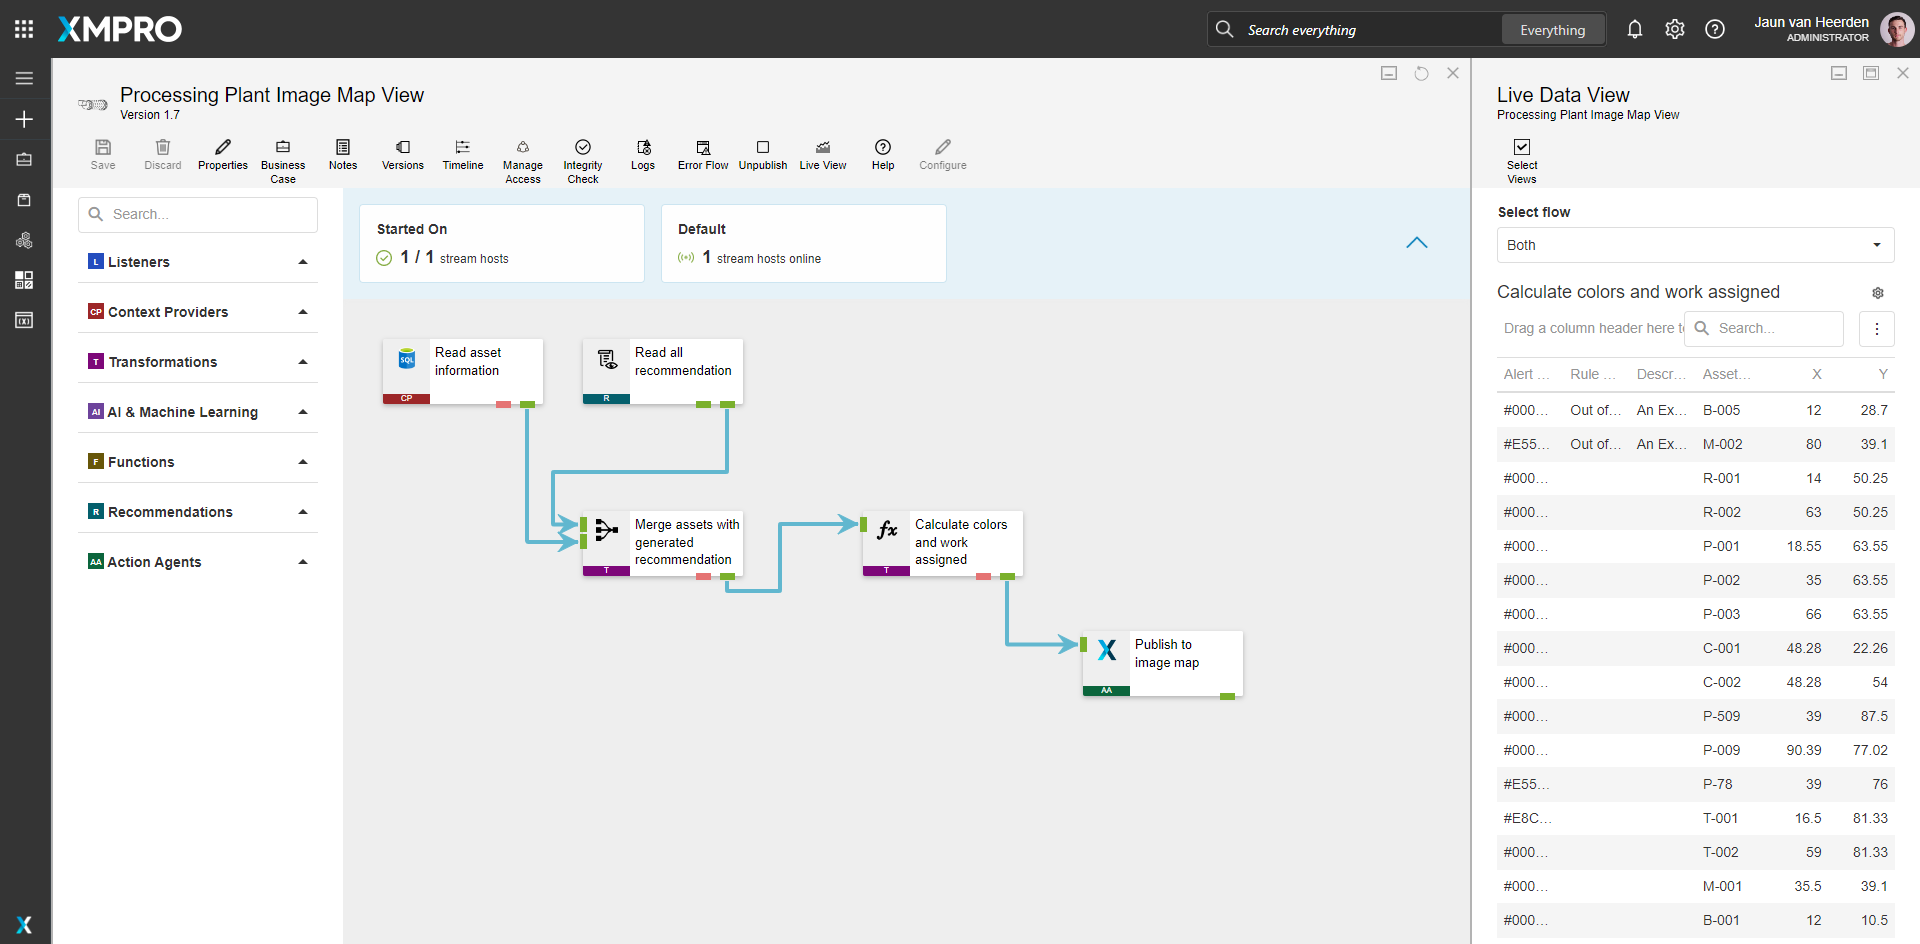 XMPRO
Search everything
Everything
Jaun van Heerden
ADMINISTRATOR
Processing Plant Image Map View
Version 1.7
Save
Discard
Properties
Business
Case
Notes
Versions
Timeline
Manage
Access
Integrity
Check
Logs
Error Flow
Unpublish
Live View
Help
Configure
Search...
L Listeners
CP Context Providers
T Transformations
AI AI & Machine Learning
F Functions
R Recommendations
AA Action Agents
Started On
1 / 1 stream hosts
Default
1 stream hosts online
SQL
Read asset
information
CP
Read all
recommendation
R
Merge assets with
generated
recommendation
T
fx
Calculate colors
and work
assigned
T
Publish to
image map
AA
Live Data View
Processing Plant Image Map View
Select
Views
Select flow
Both
Calculate colors and work assigned
Drag a column header here t
Search...
Alert ... Rule ... Descr... Asset... X Y
#000... Out of... An Ex... B-005 12 28.7
#E55... Out of... An Ex... M-002 80 39.1
#000... R-001 14 50.25
#000... R-002 63 50.25
#000... P-001 18.55 63.55
#000... P-002 35 63.55
#000... P-003 66 63.55
#000... C-001 48.28 22.26
#000... C-002 48.28 54
#000... P-509 39 87.5
#000... P-009 90.39 77.02
#E55... P-78 39 76
#E8C... T-001 16.5 81.33
#000... T-002 59 81.33
#000... M-001 35.5 39.1
#000... B-001 12 10.5